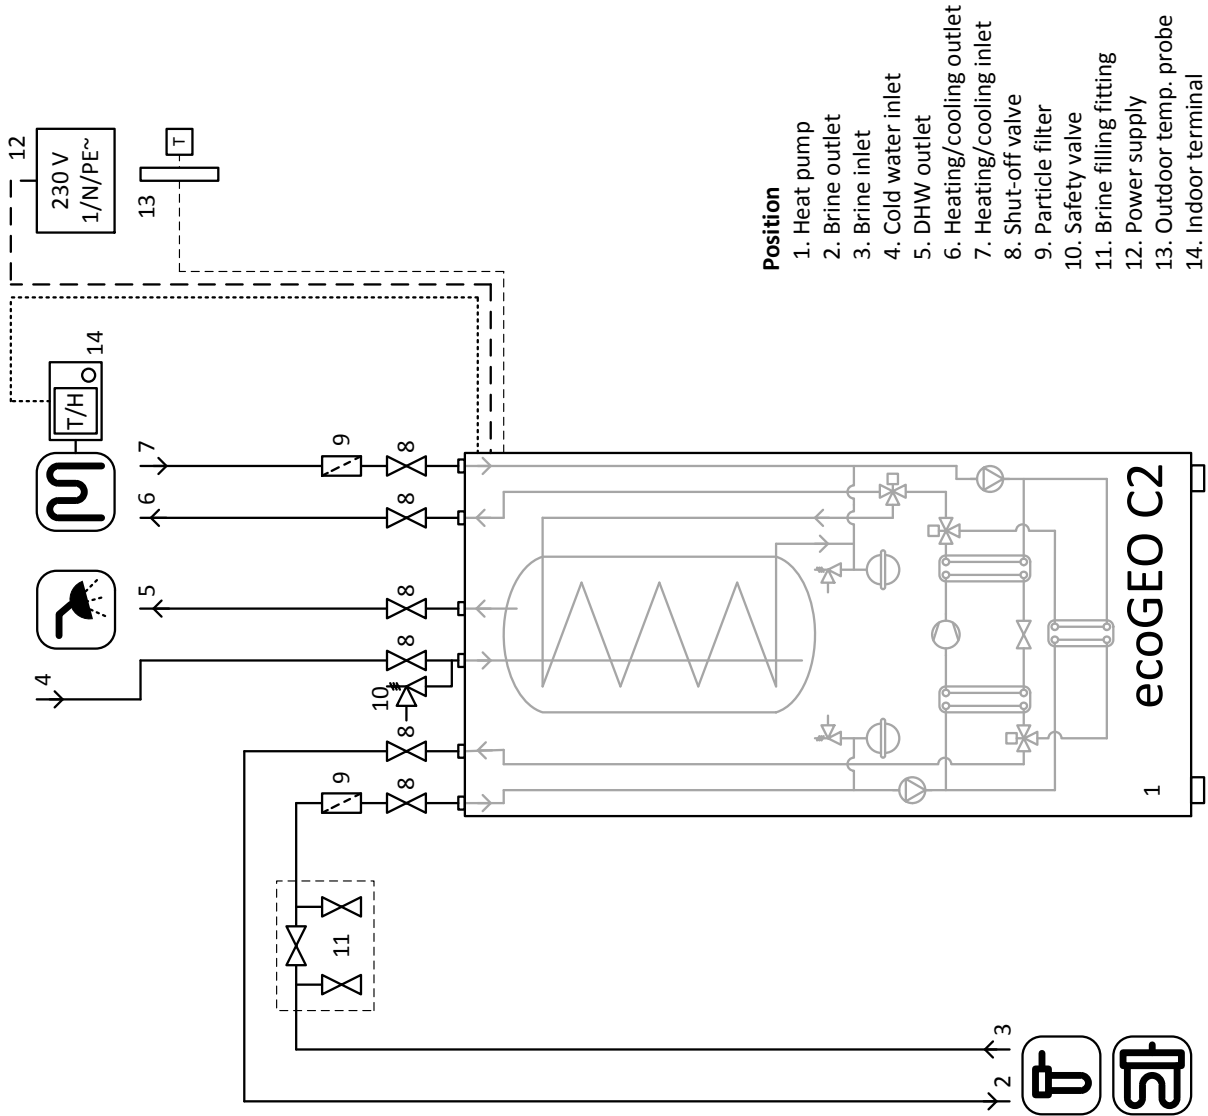 12
230 V
1/N/PE~
13
T
14
T/H
7
6
5
4
9
8
8
8
8
10
8
9
8
11
3
2
1
ecoGEO C2
Position
1. Heat pump
2. Brine outlet
3. Brine inlet
4. Cold water inlet
5. DHW outlet
6. Heating/cooling outlet
7. Heating/cooling inlet
8. Shut-off valve
9. Particle filter
10. Safety valve
11. Brine filling fitting
12. Power supply
13. Outdoor temp. probe
14. Indoor terminal